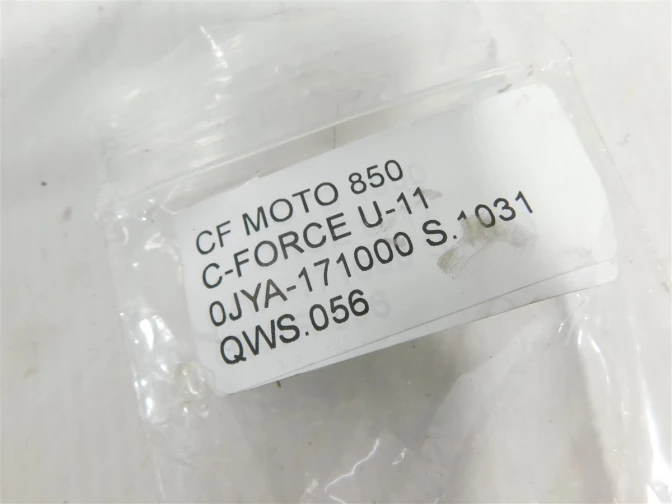 CF MOTO 850
C-FORCE U-11
0JYA-171000 S.1031
QWS.056